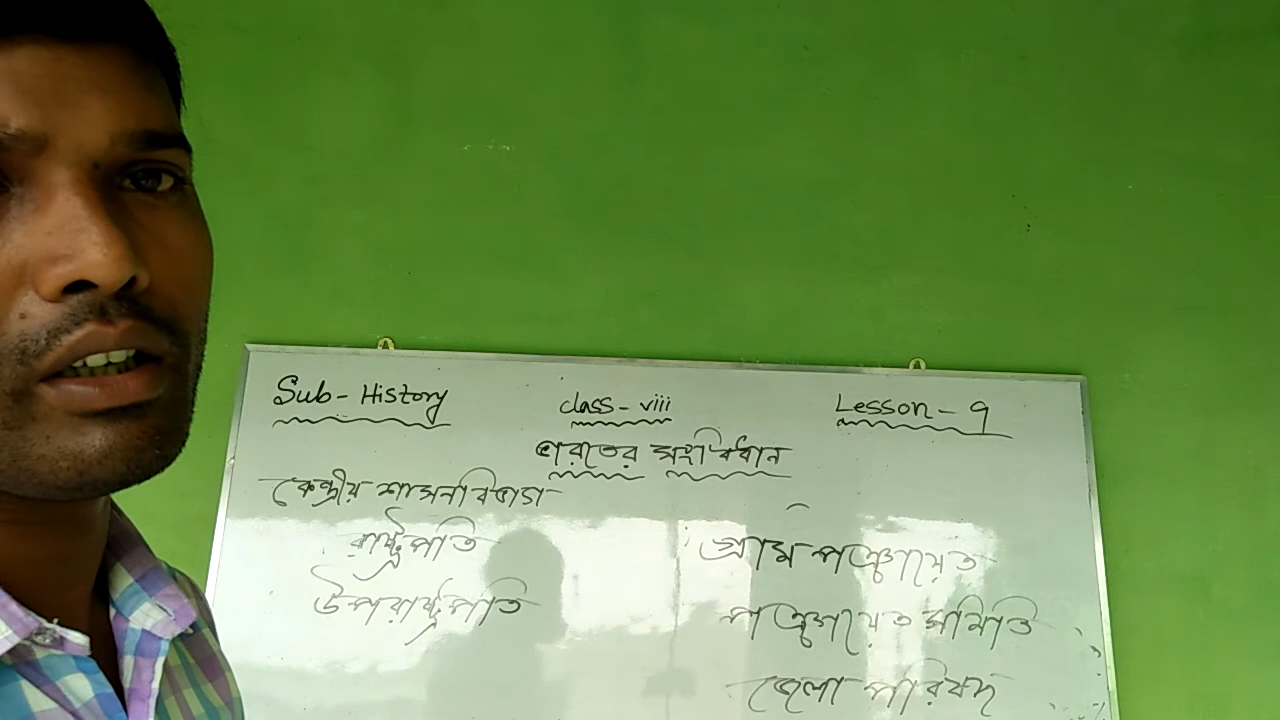 Sub - History class - viii Lesson - 9
ভারতের সংবিধান
কেন্দ্রীয় শাসনবিভাগ
রাষ্ট্রপতি
উপরাষ্ট্রপতি
গ্রাম পঞ্চায়েত
পঞ্চায়েত সমিতি
জেলা পরিষদ